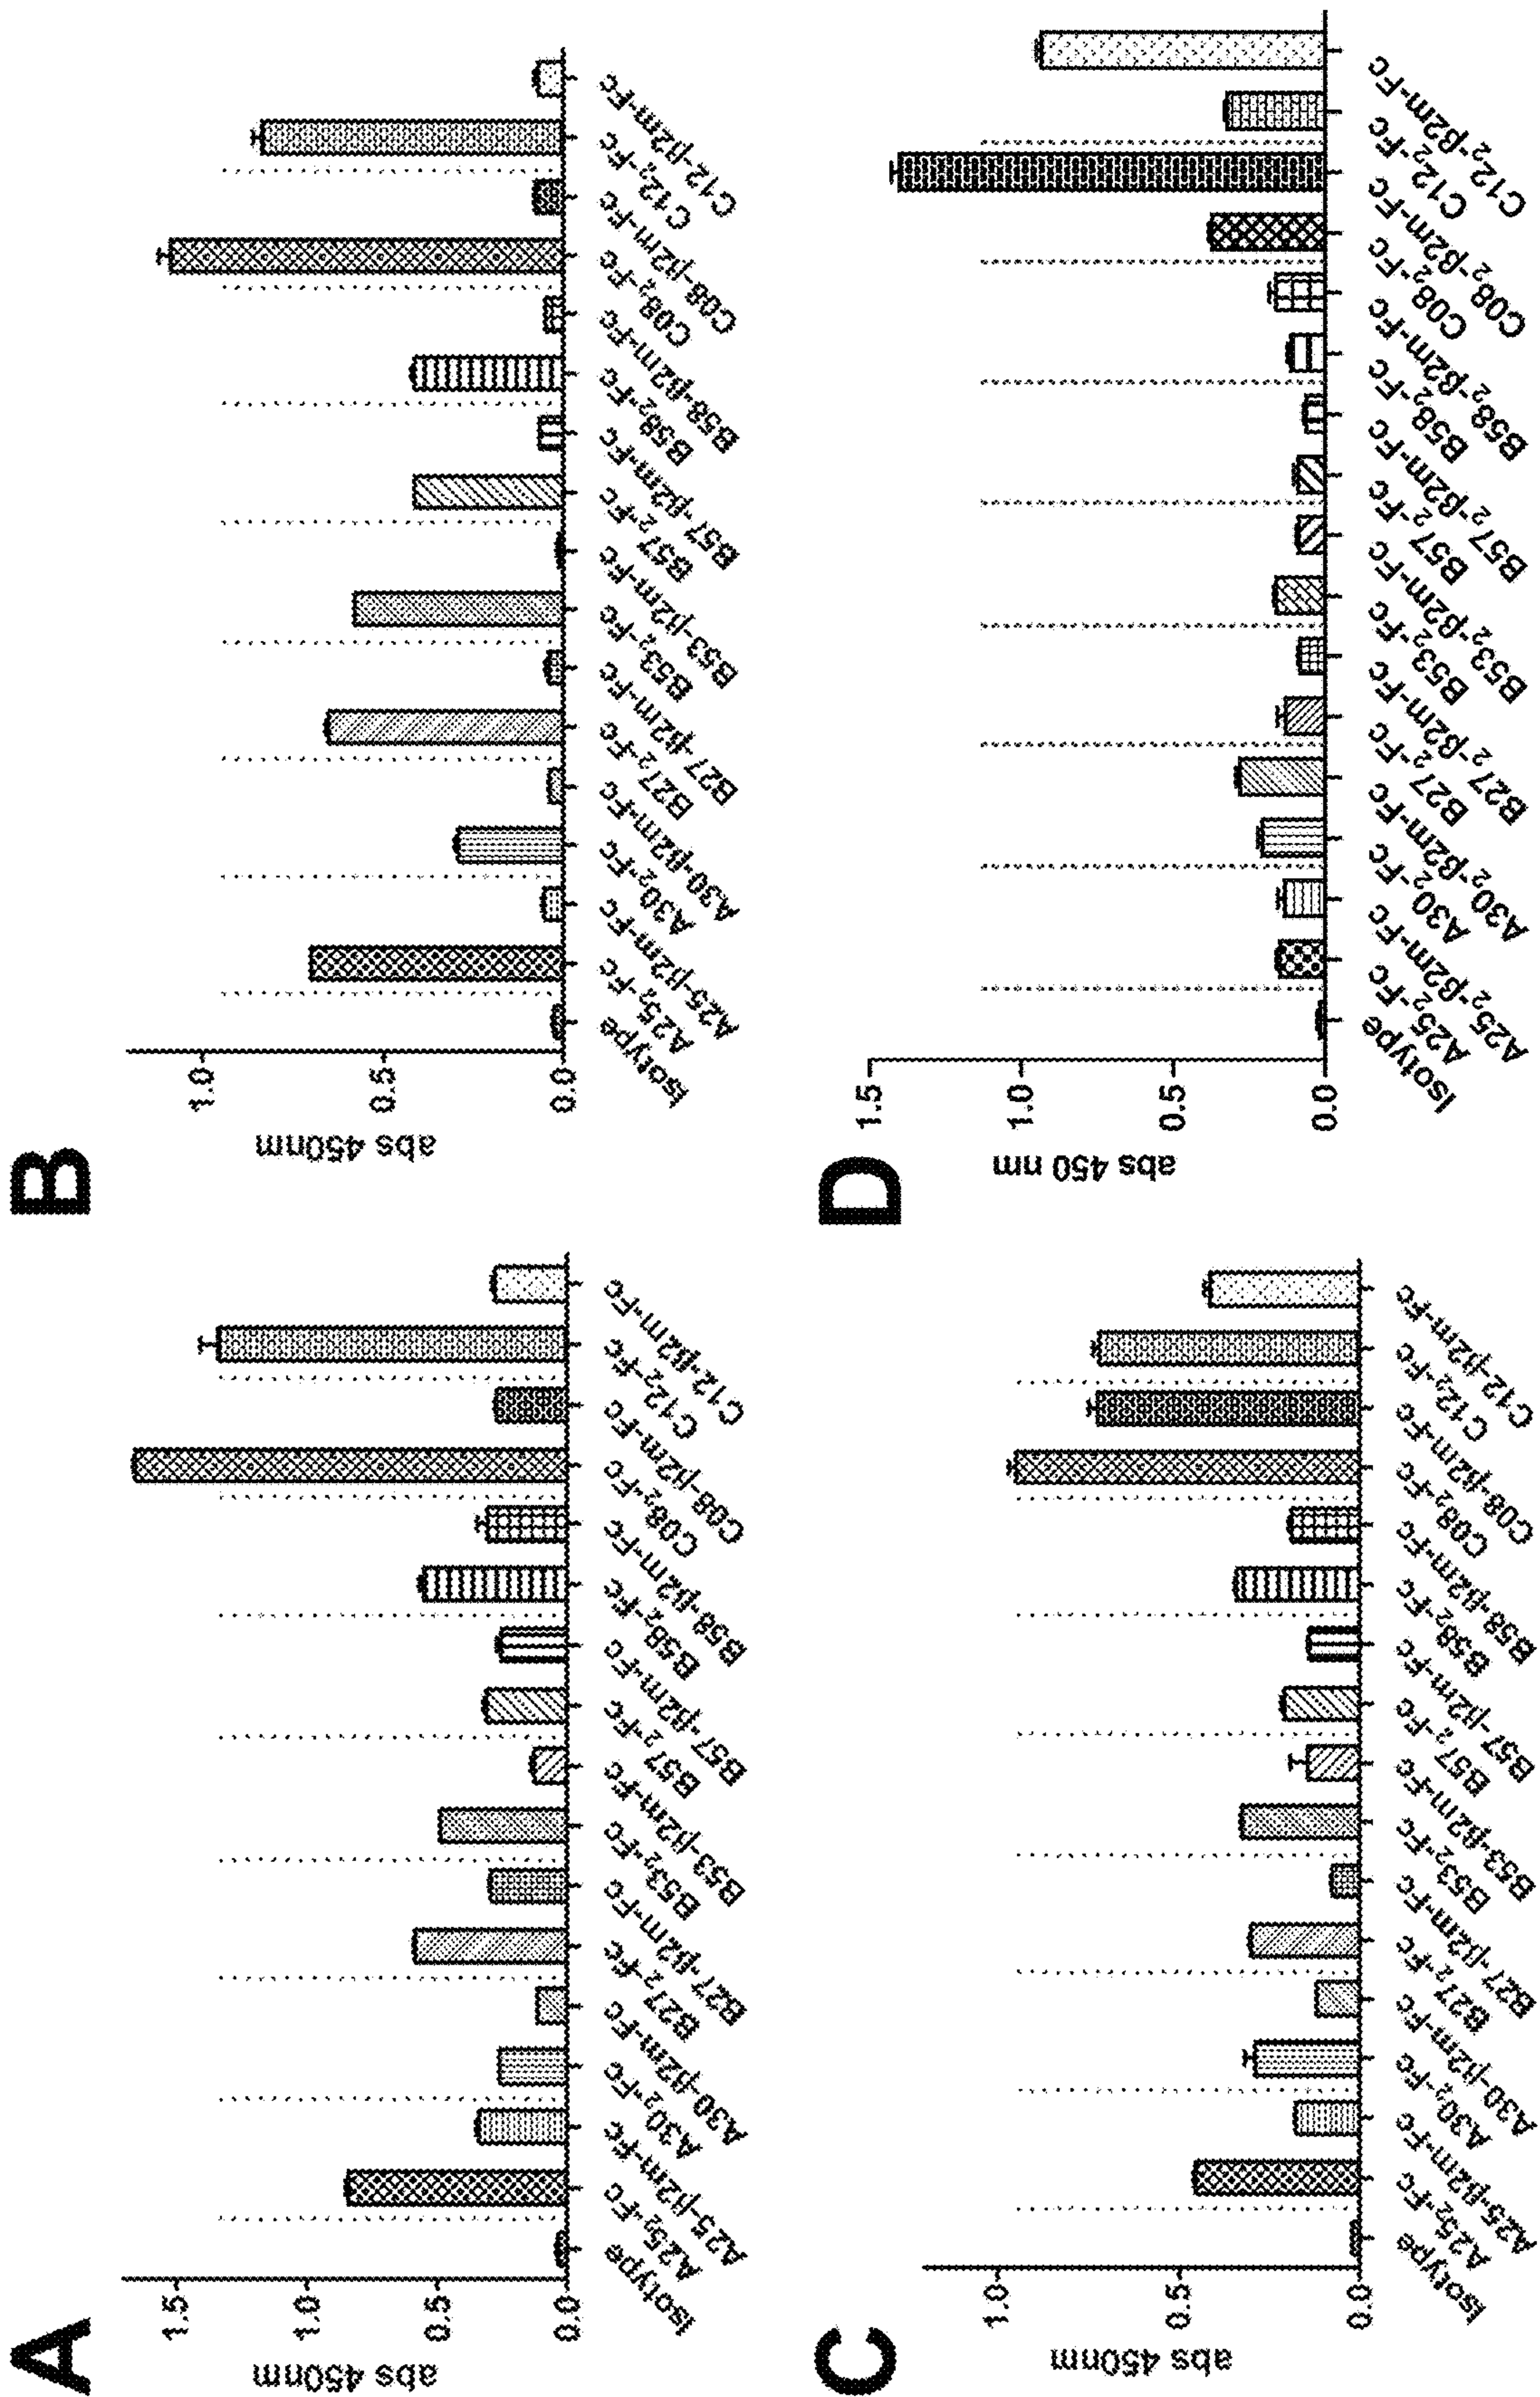 A
abs 450nm
1.5
1.0
0.5
0.0
Isotype
A25₂-Fc
A25-β2m-Fc
A30₂-Fc
A30-β2m-Fc
B27₂-Fc
B27-β2m-Fc
B53₂-Fc
B53-β2m-Fc
B57₂-Fc
B57-β2m-Fc
B58₂-Fc
B58-β2m-Fc
C08₂-Fc
C08-β2m-Fc
C12₂-Fc
C12-β2m-Fc
B
abs 450nm
1.0
0.5
0.0
Isotype
A25₂-Fc
A25-β2m-Fc
A30₂-Fc
A30-β2m-Fc
B27₂-Fc
B27-β2m-Fc
B53₂-Fc
B53-β2m-Fc
B57₂-Fc
B57-β2m-Fc
B58₂-Fc
B58-β2m-Fc
C08₂-Fc
C08-β2m-Fc
C12₂-Fc
C12-β2m-Fc
C
abs 450nm
1.0
0.5
0.0
Isotype
A25₂-Fc
A25-β2m-Fc
A30₂-Fc
A30-β2m-Fc
B27₂-Fc
B27-β2m-Fc
B53₂-Fc
B53-β2m-Fc
B57₂-Fc
B57-β2m-Fc
B58₂-Fc
B58-β2m-Fc
C08₂-Fc
C08-β2m-Fc
C12₂-Fc
C12-β2m-Fc
D
abs 450 nm
1.5
1.0
0.5
0.0
Isotype
A25₂-Fc
A25₂-β2m-Fc
A30₂-Fc
A30₂-β2m-Fc
B27₂-Fc
B27₂-β2m-Fc
B53₂-Fc
B53₂-β2m-Fc
B57₂-Fc
B57₂-β2m-Fc
B58₂-Fc
B58₂-β2m-Fc
C08₂-Fc
C08₂-β2m-Fc
C12₂-Fc
C12₂-β2m-Fc